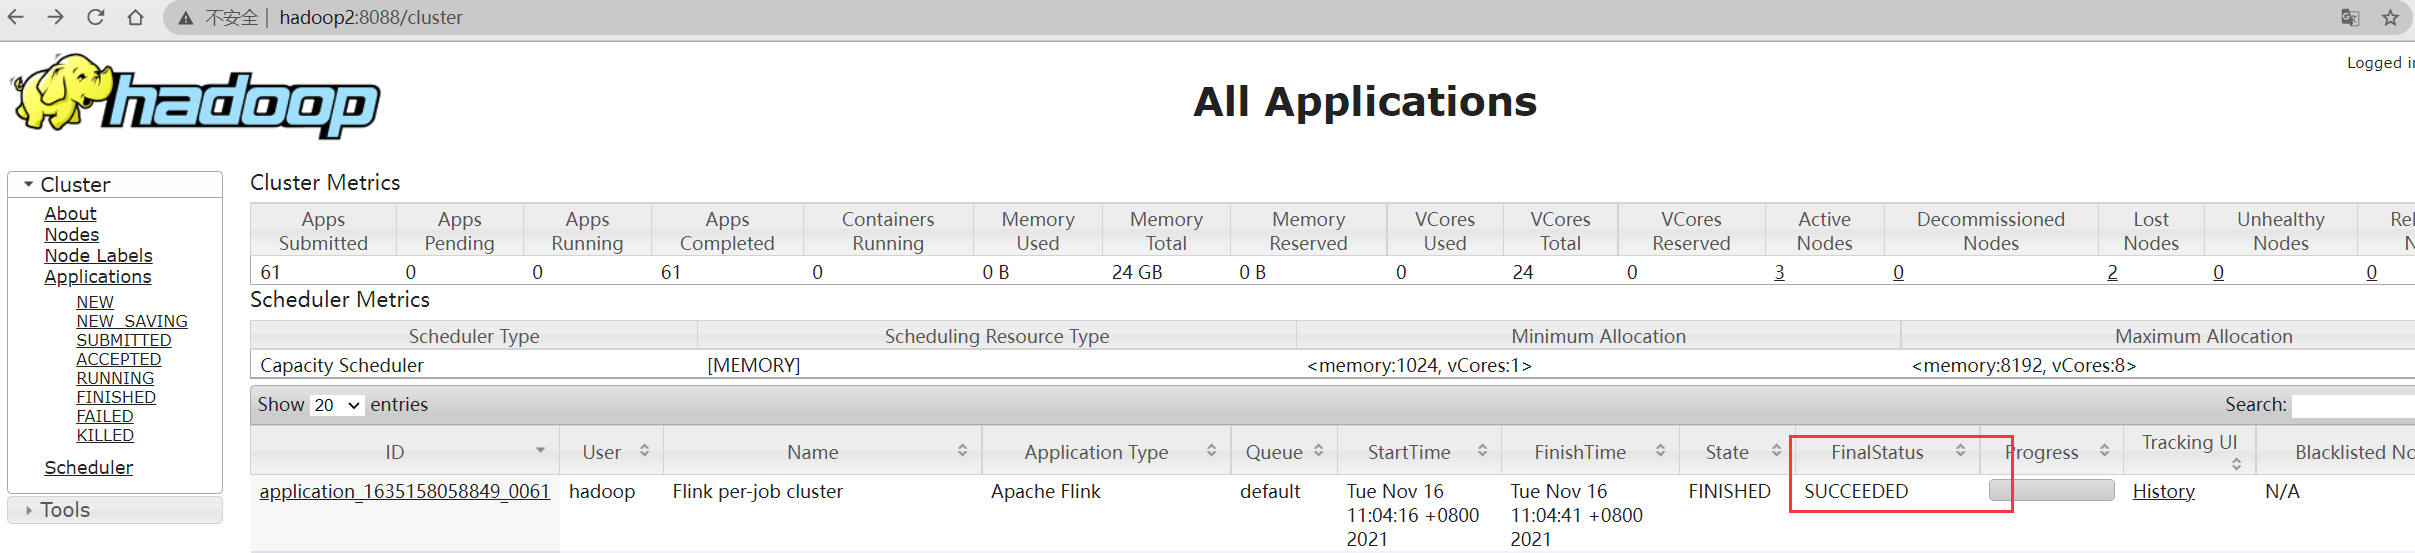 不安全 | hadoop2:8088/cluster
Logged in
hadoop
All Applications
Cluster
About
Nodes
Node Labels
Applications
NEW
NEW_SAVING
SUBMITTED
ACCEPTED
RUNNING
FINISHED
FAILED
KILLED
Scheduler
Tools
Cluster Metrics
Apps Submitted Apps Pending Apps Running Apps Completed Containers Running Memory Used Memory Total Memory Reserved VCores Used VCores Total VCores Reserved Active Nodes Decommissioned Nodes Lost Nodes Unhealthy Nodes
61 0 0 61 0 0 B 24 GB 0 B 0 24 0 3 0 2 0 0
Scheduler Metrics
Scheduler Type Scheduling Resource Type Minimum Allocation Maximum Allocation
Capacity Scheduler [MEMORY] <memory:1024, vCores:1> <memory:8192, vCores:8>
Show 20 entries Search:
ID User Name Application Type Queue StartTime FinishTime State FinalStatus Progress Tracking UI Blacklisted
application_1635158058849_0061 hadoop Flink per-job cluster Apache Flink default Tue Nov 16 11:04:16 +0800 2021 Tue Nov 16 11:04:41 +0800 2021 FINISHED SUCCEEDED History N/A